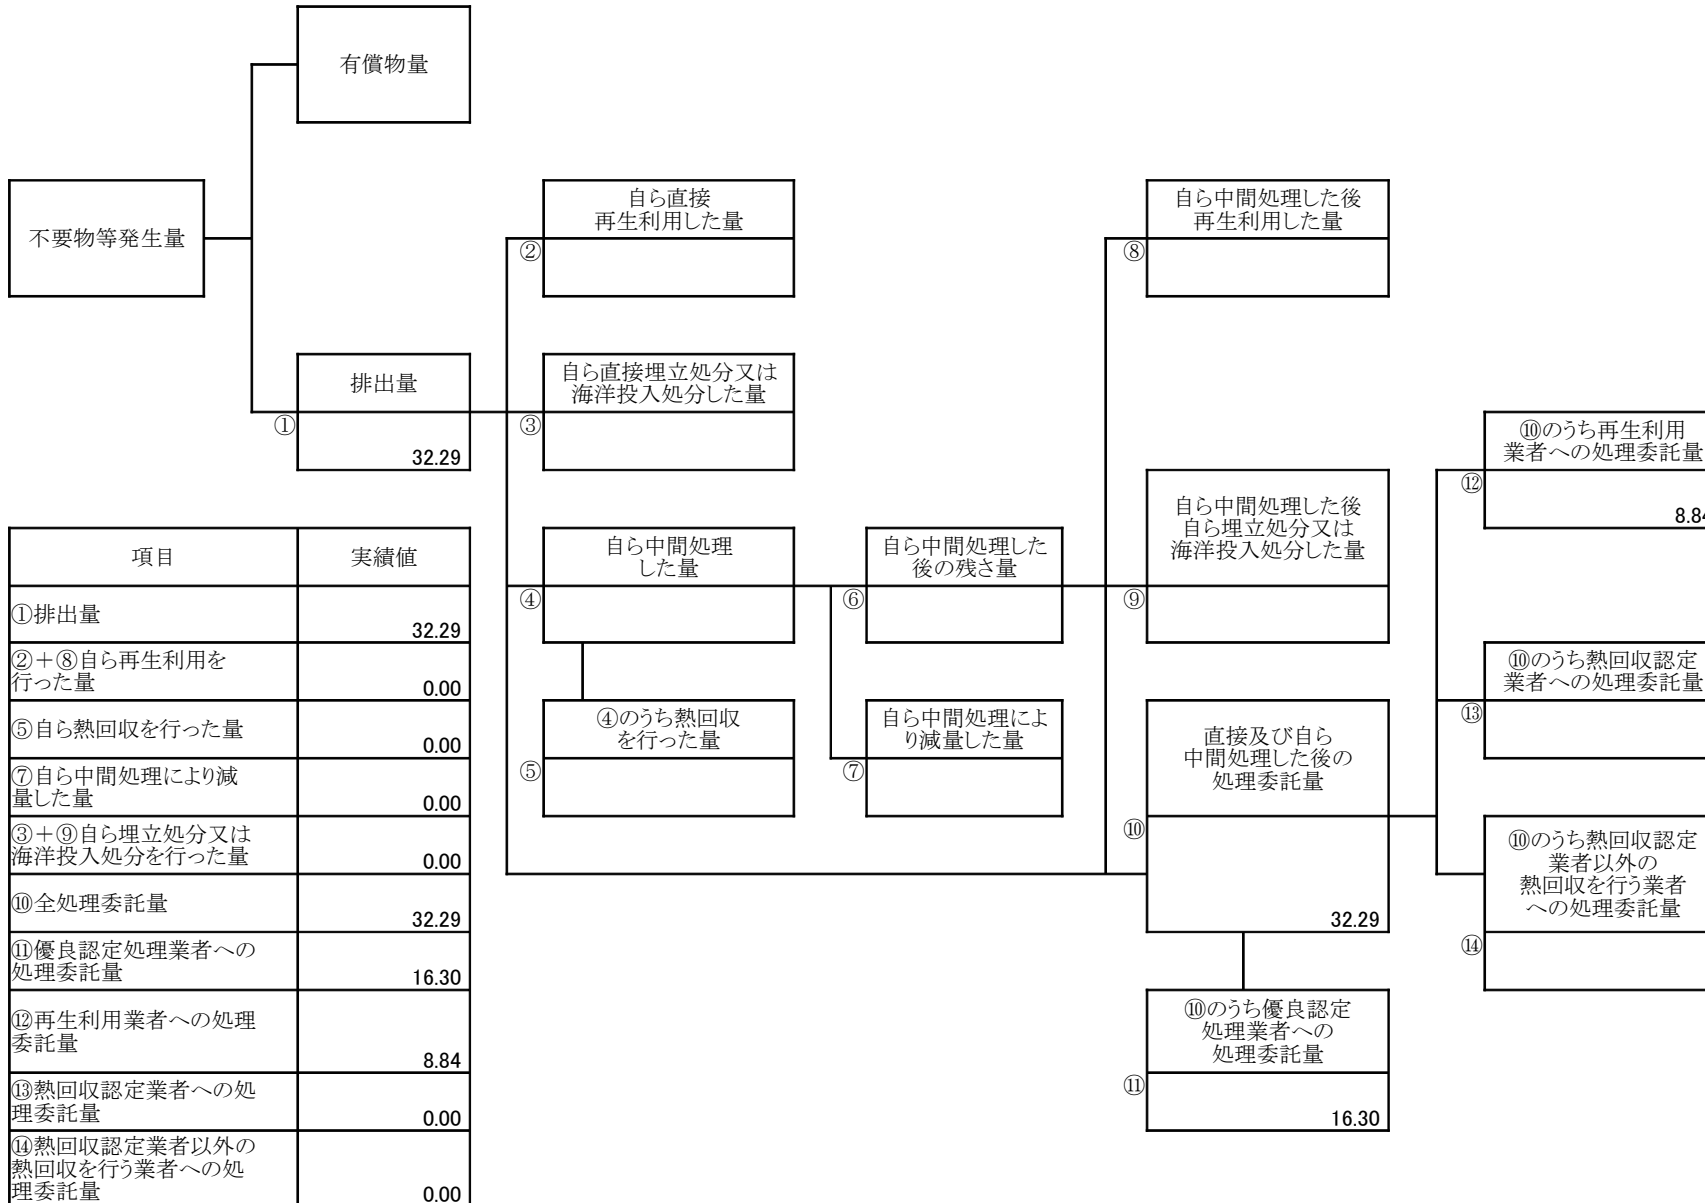 有償物量
不要物等発生量
自ら直接
再生利用した量
②
自ら中間処理した後
再生利用した量
⑧
排出量
①
32.29
自ら直接埋立処分又は
海洋投入処分した量
③
⑩のうち再生利用
業者への処理委託量
⑫
8.84
自ら中間処理
した量
④
自ら中間処理した
後の残さ量
⑥
自ら中間処理した後
自ら埋立処分又は
海洋投入処分した量
⑨
④のうち熱回収
を行った量
⑤
自ら中間処理によ
り減量した量
⑦
直接及び自ら
中間処理した後の
処理委託量
⑩
32.29
⑩のうち熱回収認定
業者への処理委託量
⑬
⑩のうち熱回収認定
業者以外の
熱回収を行う業者
への処理委託量
⑭
⑩のうち優良認定
処理業者への
処理委託量
⑪
16.30
項目 実績値
①排出量
32.29
②+⑧自ら再生利用を
行った量 0.00
⑤自ら熱回収を行った量
0.00
⑦自ら中間処理により減
量した量 0.00
③+⑨自ら埋立処分又は
海洋投入処分を行った量 0.00
⑩全処理委託量
32.29
⑪優良認定処理業者への
処理委託量 16.30
⑫再生利用業者への処理
委託量
8.84
⑬熱回収認定業者への処
理委託量 0.00
⑭熱回収認定業者以外の
熱回収を行う業者への処
理委託量 0.00